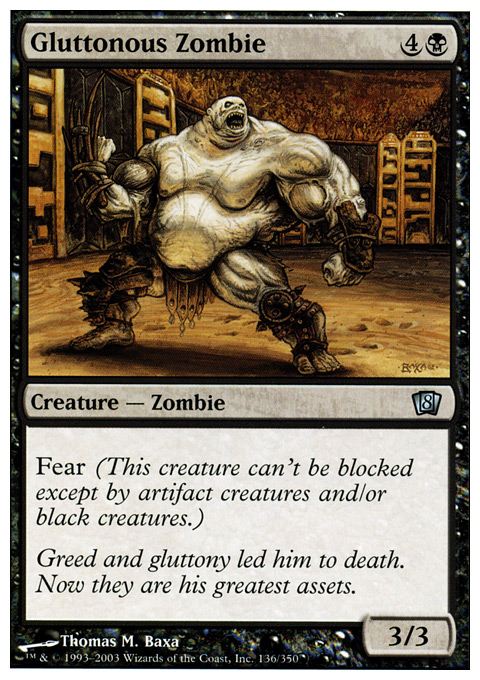 Gluttonous Zombie 4
BAXA
Creature — Zombie 8
Fear (This creature can't be blocked
except by artifact creatures and/or
black creatures.)
Greed and gluttony led him to death.
Now they are his greatest assets.
Thomas M. Baxa
3/3
™ & © 1993–2003 Wizards of the Coast, Inc. 136/350